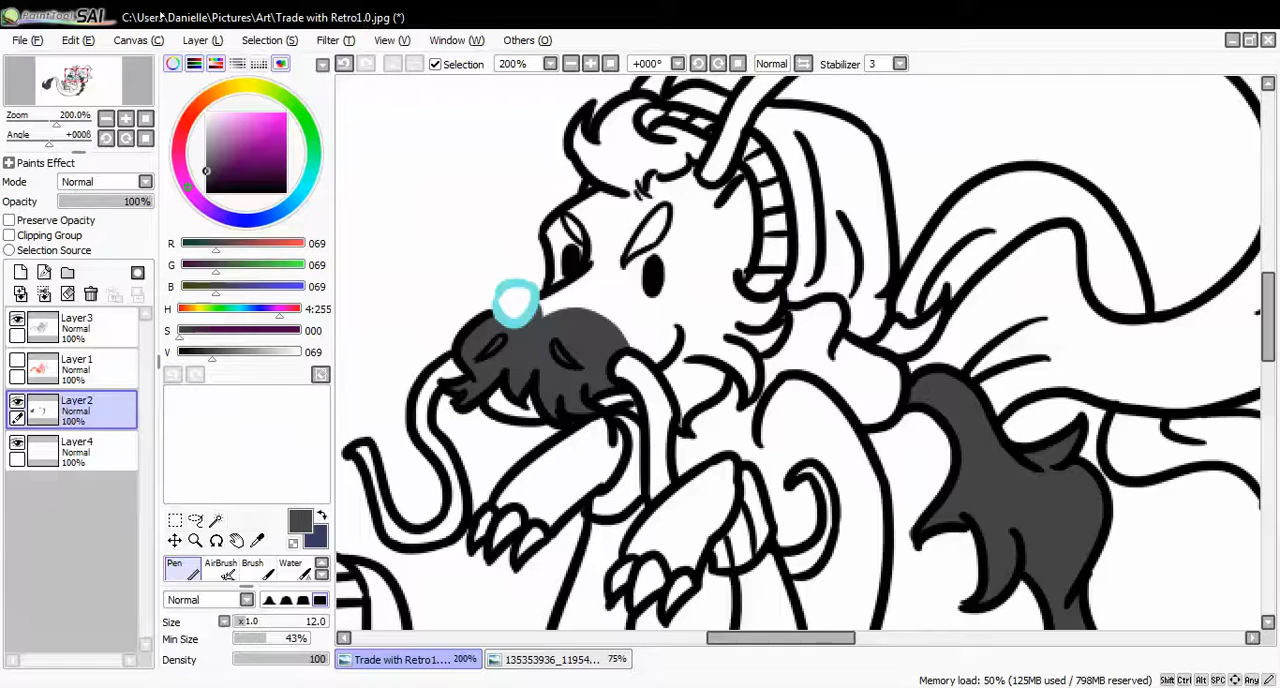 PaintTool SAI C:\Users\Danielle\Pictures\Art\Trade with Retro1.0.jpg (*)
File (F) Edit (E) Canvas (C) Layer (L) Selection (S) Filter (T) View (V) Window (W) Others (O)
Selection 200% +000° Normal Stabilizer 3
Zoom 200.0%
Angle +000ß
Paints Effect
Mode Normal
Opacity 100%
Preserve Opacity
Clipping Group
Selection Source
Layer3
Normal
100%
Layer1
Normal
100%
Layer2
Normal
100%
Layer4
Normal
100%
R 069
G 069
B 069
H 4:255
S 000
V 069
Pen AirBrush Brush Water
Normal
Size x1.0 12.0
Min Size 43%
Density 100
Trade with Retro1.... 200% 135353936_11954... 75%
Memory load: 50% (125MB used / 798MB reserved) Shift Ctrl Alt SPC Any